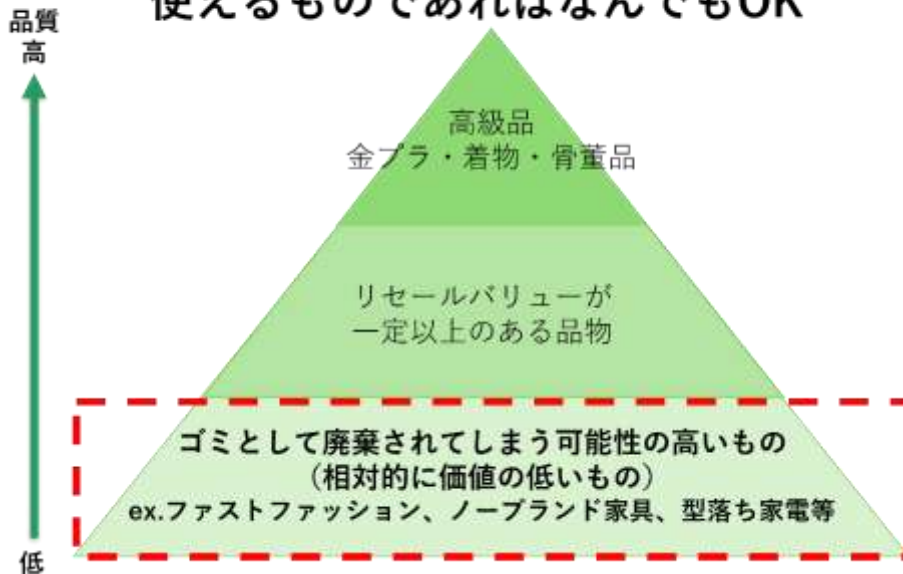 使えるものであればなんでもOK
品質
高
高級品
金プラ・着物・骨董品
リセールバリューが
一定以上のある品物
ゴミとして廃棄されてしまう可能性の高いもの
（相対的に価値の低いもの）
ex.ファストファッション、ノーブランド家具、型落ち家電等
低